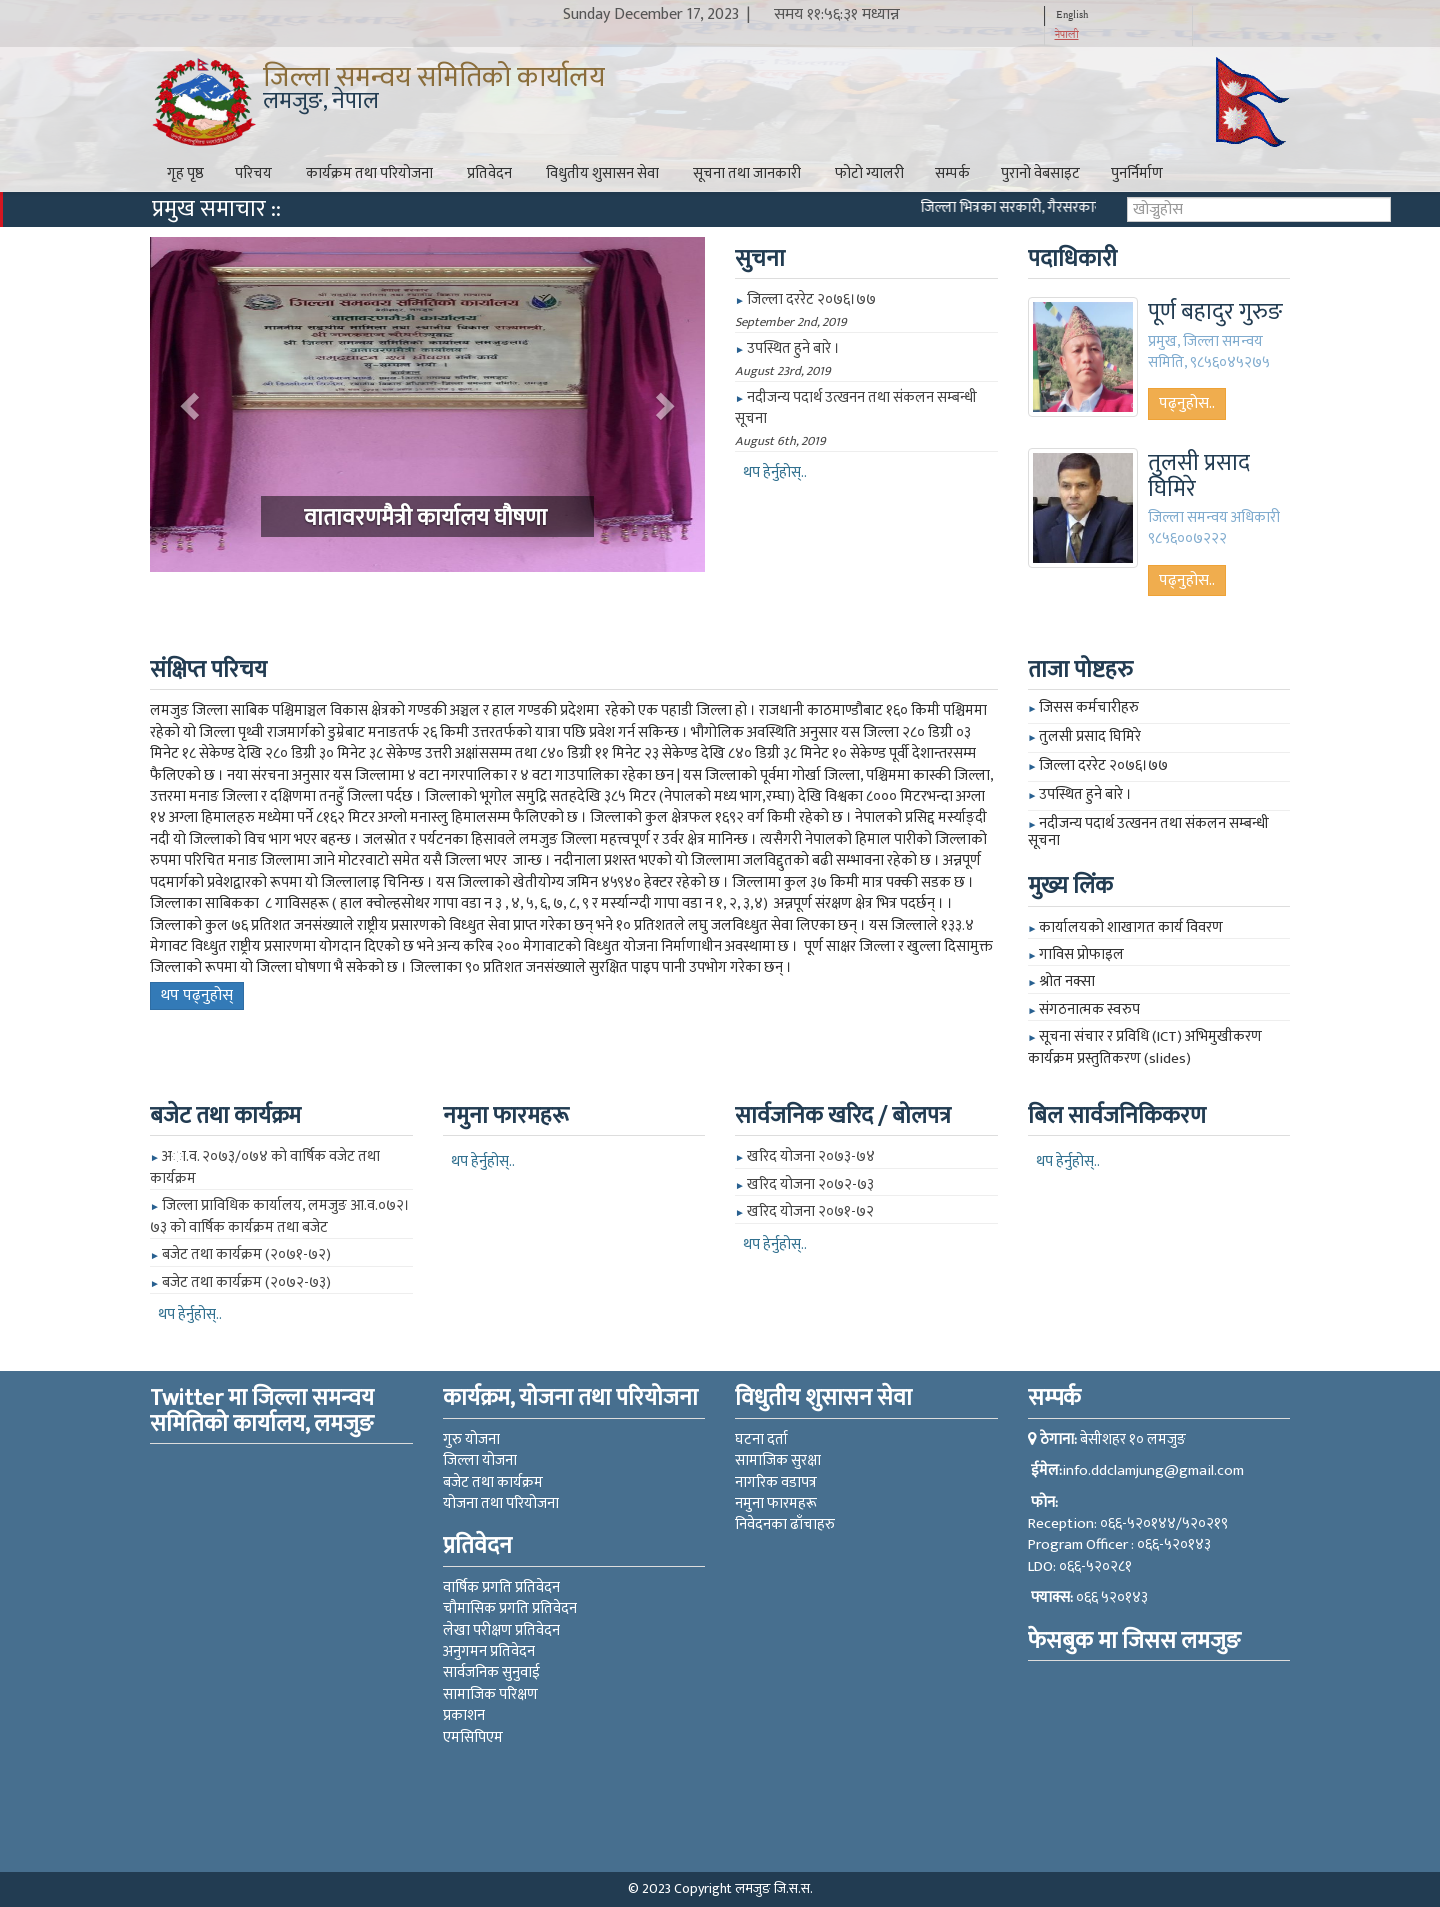 Sunday December 17, 2023 | समय ११:५६:३१ मध्यान्न | English
नेपाली
जिल्ला समन्वय समितिको कार्यालय
लमजुङ, नेपाल
गृह पृष्ठ परिचय कार्यक्रम तथा परियोजना प्रतिवेदन विधुतीय शुसासन सेवा सूचना तथा जानकारी फोटो ग्यालरी सम्पर्क पुरानो वेबसाइट पुनर्निर्माण
प्रमुख समाचार :: जिल्ला भित्रका सरकारी, गैरसरकार खोज्नुहोस
जिल्ला समन्वय समितिको कार्यालय
वातावरणमैत्री कार्यालय
वातावरणमैत्री कार्यालय घौषणा
सुचना
► जिल्ला दररेट २०७६।७७
September 2nd, 2019
► उपस्थित हुने बारे ।
August 23rd, 2019
► नदीजन्य पदार्थ उत्खनन तथा संकलन सम्बन्धी
सूचना
August 6th, 2019
थप हेर्नुहोस्..
पदाधिकारी
पूर्ण बहादुर गुरुङ
प्रमुख, जिल्ला समन्वय
समिति, ९८५६०४५२७५
पढ्नुहोस..
तुलसी प्रसाद
घिमिरे
जिल्ला समन्वय अधिकारी
९८५६००७२२२
पढ्नुहोस..
संक्षिप्त परिचय
लमजुङ जिल्ला साबिक पश्चिमाञ्चल विकास क्षेत्रको गण्डकी अञ्चल र हाल गण्डकी प्रदेशमा रहेको एक पहाडी जिल्ला हो । राजधानी काठमाण्डौबाट १६० किमी पश्चिममा
रहेको यो जिल्ला पृथ्वी राजमार्गको डुम्रेबाट मनाङतर्फ २६ किमी उत्तरतर्फको यात्रा पछि प्रवेश गर्न सकिन्छ । भौगोलिक अवस्थिति अनुसार यस जिल्ला २८० डिग्री ०३
मिनेट १८ सेकेण्ड देखि २८० डिग्री ३० मिनेट ३८ सेकेण्ड उत्तरी अक्षांससम्म तथा ८४० डिग्री ११ मिनेट २३ सेकेण्ड देखि ८४० डिग्री ३८ मिनेट १० सेकेण्ड पूर्वी देशान्तरसम्म
फैलिएको छ । नया संरचना अनुसार यस जिल्लामा ४ वटा नगरपालिका र ४ वटा गाउपालिका रहेका छन | यस जिल्लाको पूर्वमा गोर्खा जिल्ला, पश्चिममा कास्की जिल्ला,
उत्तरमा मनाङ जिल्ला र दक्षिणमा तनहुँ जिल्ला पर्दछ । जिल्लाको भूगोल समुद्रि सतहदेखि ३८५ मिटर (नेपालको मध्य भाग,रम्घा) देखि विश्वका ८००० मिटरभन्दा अग्ला
१४ अग्ला हिमालहरु मध्येमा पर्ने ८१६२ मिटर अग्लो मनास्लु हिमालसम्म फैलिएको छ । जिल्लाको कुल क्षेत्रफल १६९२ वर्ग किमी रहेको छ । नेपालको प्रसिद्द मर्स्याङ्दी
नदी यो जिल्लाको विच भाग भएर बहन्छ । जलस्रोत र पर्यटनका हिसावले लमजुङ जिल्ला महत्त्वपूर्ण र उर्वर क्षेत्र मानिन्छ । त्यसैगरी नेपालको हिमाल पारीको जिल्लाको
रुपमा परिचित मनाङ जिल्लामा जाने मोटरवाटो समेत यसै जिल्ला भएर जान्छ । नदीनाला प्रशस्त भएको यो जिल्लामा जलविद्दुतको बढी सम्भावना रहेको छ । अन्नपूर्ण
पदमार्गको प्रवेशद्वारको रूपमा यो जिल्लालाइ चिनिन्छ । यस जिल्लाको खेतीयोग्य जमिन ४५९४० हेक्टर रहेको छ । जिल्लामा कुल ३७ किमी मात्र पक्की सडक छ ।
जिल्लाका साबिकका ८ गाविसहरू ( हाल क्वोल्हसोथर गापा वडा न ३ , ४, ५, ६, ७, ८, ९ र मर्स्यान्ग्दी गापा वडा न १, २, ३,४) अन्नपूर्ण संरक्षण क्षेत्र भित्र पदर्छन् । ।
जिल्लाको कुल ७६ प्रतिशत जनसंख्याले राष्ट्रीय प्रसारणको विधुत सेवा प्राप्त गरेका छन् भने १० प्रतिशतले लघु जलविधुत सेवा लिएका छन् । यस जिल्लाले १३३.४
मेगावट विधुत राष्ट्रीय प्रसारणमा योगदान दिएको छ भने अन्य करिब २०० मेगावाटको विधुत योजना निर्माणाधीन अवस्थामा छ । पूर्ण साक्षर जिल्ला र खुल्ला दिसामुक्त
जिल्लाको रूपमा यो जिल्ला घोषणा भै सकेको छ । जिल्लाका ९० प्रतिशत जनसंख्याले सुरक्षित पाइप पानी उपभोग गरेका छन् ।
थप पढ्नुहोस्
ताजा पोष्टहरु
► जिसस कर्मचारीहरु
► तुलसी प्रसाद घिमिरे
► जिल्ला दररेट २०७६।७७
► उपस्थित हुने बारे ।
► नदीजन्य पदार्थ उत्खनन तथा संकलन सम्बन्धी
सूचना
मुख्य लिंक
► कार्यालयको शाखागत कार्य विवरण
► गाविस प्रोफाइल
► श्रोत नक्सा
► संगठनात्मक स्वरुप
► सूचना संचार र प्रविधि (ICT) अभिमुखीकरण
कार्यक्रम प्रस्तुतिकरण (slides)
बजेट तथा कार्यक्रम
► अा.व. २०७३/०७४ को वार्षिक वजेट तथा
कार्यक्रम
► जिल्ला प्राविधिक कार्यालय, लमजुङ आ.व.०७२।
७३ को वार्षिक कार्यक्रम तथा बजेट
► बजेट तथा कार्यक्रम (२०७१-७२)
► बजेट तथा कार्यक्रम (२०७२-७३)
थप हेर्नुहोस्..
नमुना फारमहरू
थप हेर्नुहोस्..
सार्वजनिक खरिद / बोलपत्र
► खरिद योजना २०७३-७४
► खरिद योजना २०७२-७३
► खरिद योजना २०७१-७२
थप हेर्नुहोस्..
बिल सार्वजनिकिकरण
थप हेर्नुहोस्..
Twitter मा जिल्ला समन्वय
समितिको कार्यालय, लमजुङ
कार्यक्रम, योजना तथा परियोजना
गुरु योजना
जिल्ला योजना
बजेट तथा कार्यक्रम
योजना तथा परियोजना
प्रतिवेदन
वार्षिक प्रगति प्रतिवेदन
चौमासिक प्रगति प्रतिवेदन
लेखा परीक्षण प्रतिवेदन
अनुगमन प्रतिवेदन
सार्वजनिक सुनुवाई
सामाजिक परिक्षण
प्रकाशन
एमसिपिएम
विधुतीय शुसासन सेवा
घटना दर्ता
सामाजिक सुरक्षा
नागरिक वडापत्र
नमुना फारमहरू
निवेदनका ढाँचाहरु
सम्पर्क
ठेगाना: बेसीशहर १० लमजुङ
ईमेल:info.ddclamjung@gmail.com
फोन:
Reception: ०६६-५२०१४४/५२०२१९
Program Officer : ०६६-५२०१४३
LDO: ०६६-५२०२८१
फ्याक्स: ०६६ ५२०१४३
फेसबुक मा जिसस लमजुङ
© 2023 Copyright लमजुङ जि.स.स.